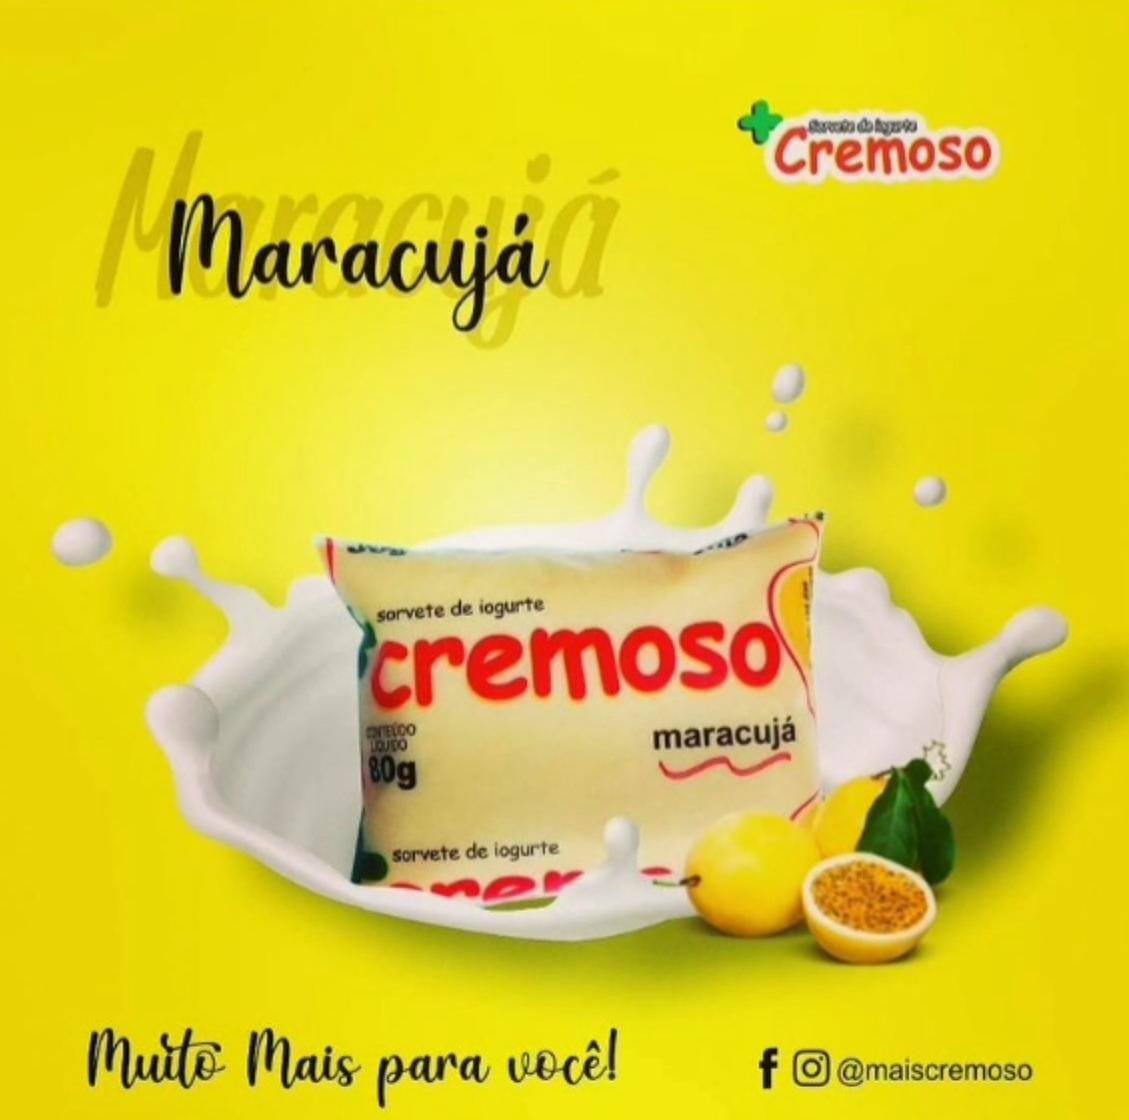 Sorvete de iogurte
Cremoso
Maracujá
Maracujá
sorvete de iogurte
cremoso
CONTEÚDO
LÍQUIDO
80g
maracujá
sorvete de iogurte
Muito Mais para você!
@maiscremoso